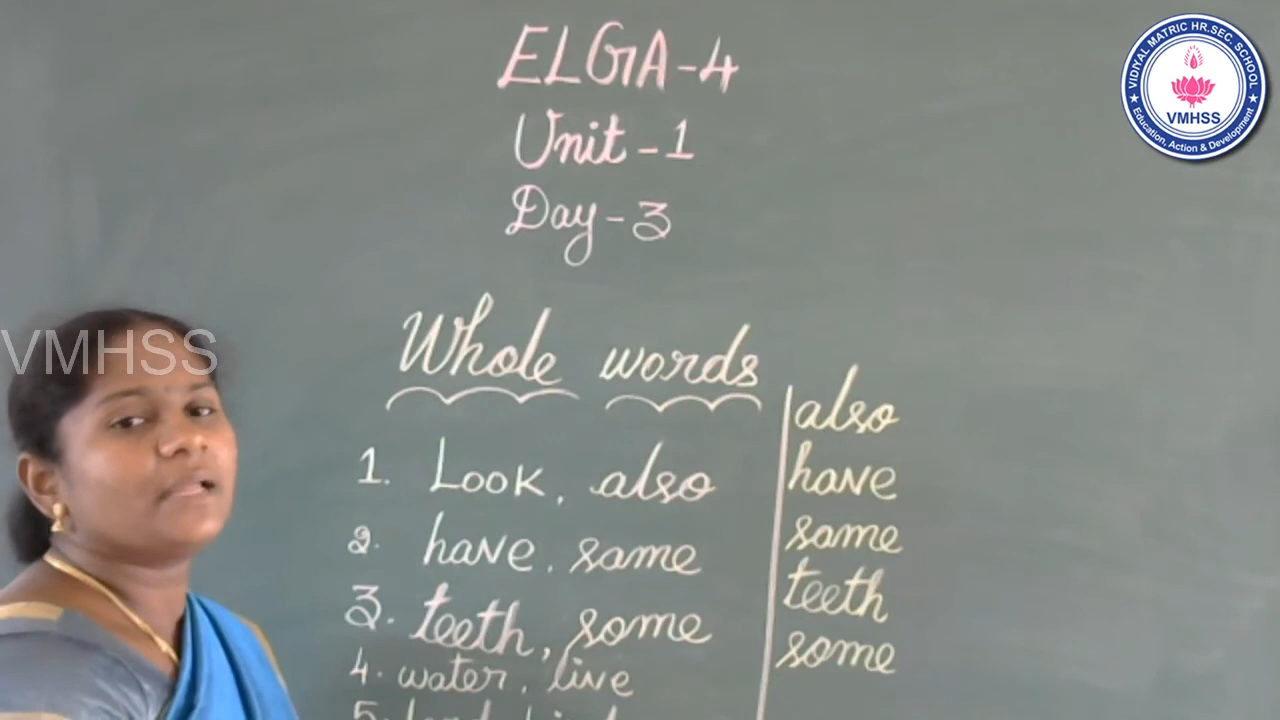 ELGA-4
Unit-1
Day-3
Whole words
1. Look, also
2. have, same
3. teeth, some
4. water, live
5.
also
have
same
teeth
some
VMHSS
VIDIYAL MATRIC HR.SEC. SCHOOL
VMHSS
Education, Action & Development